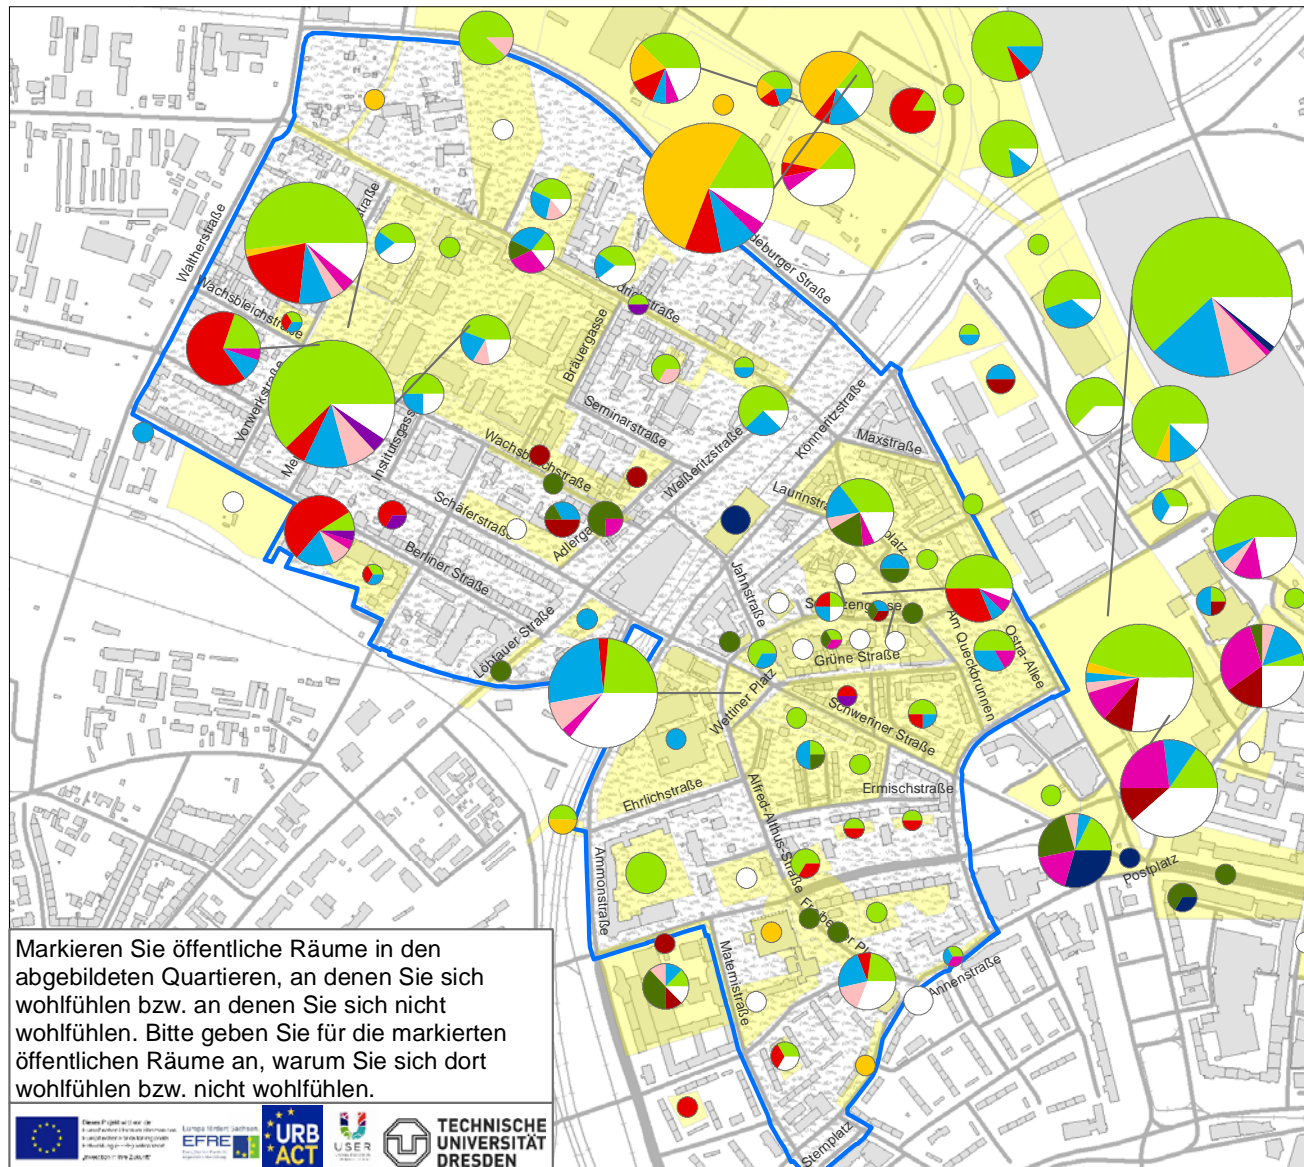 Waltherstraße
Wachsbleichstraße
Vorwerkstraße
Institutsgasse
Bräuergasse
Seminarstraße
Wachsbleichstraße
Schäferstraße
Adlergasse
Berliner Straße
Löbtauer Straße
Weißeritzstraße
Könneritzstraße
Maxstraße
Jahnstraße
Grüne Straße
Am Queckbrunnen
Ostra-Allee
Wettiner Platz
Schweriner Straße
Ermischstraße
Ehrlichstraße
Alfred-Althus-Straße
Ammonstraße
Postplatz
Annenstraße
Maternistraße
Sternplatz
Markieren Sie öffentliche Räume in den
abgebildeten Quartieren, an denen Sie sich
wohlfühlen bzw. an denen Sie sich nicht
wohlfühlen. Bitte geben Sie für die markierten
öffentlichen Räume an, warum Sie sich dort
wohlfühlen bzw. nicht wohlfühlen.
Europa fördert Sachsen.
EFRE
URB
ACT
USER
TECHNISCHE
UNIVERSITÄT
DRESDEN